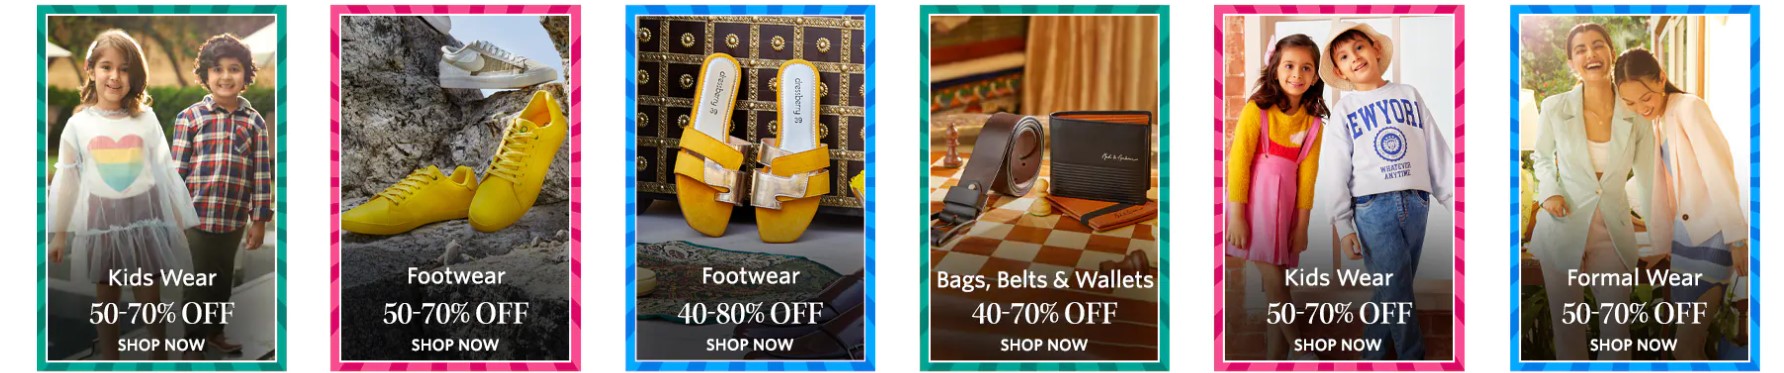 Kids Wear
50-70% OFF
SHOP NOW
Footwear
50-70% OFF
SHOP NOW
dressberry
dressberry
Footwear
40-80% OFF
SHOP NOW
Bags, Belts & Wallets
40-70% OFF
SHOP NOW
EWYOR
WHATEVER
ANYTIME
Kids Wear
50-70% OFF
SHOP NOW
Formal Wear
50-70% OFF
SHOP NOW